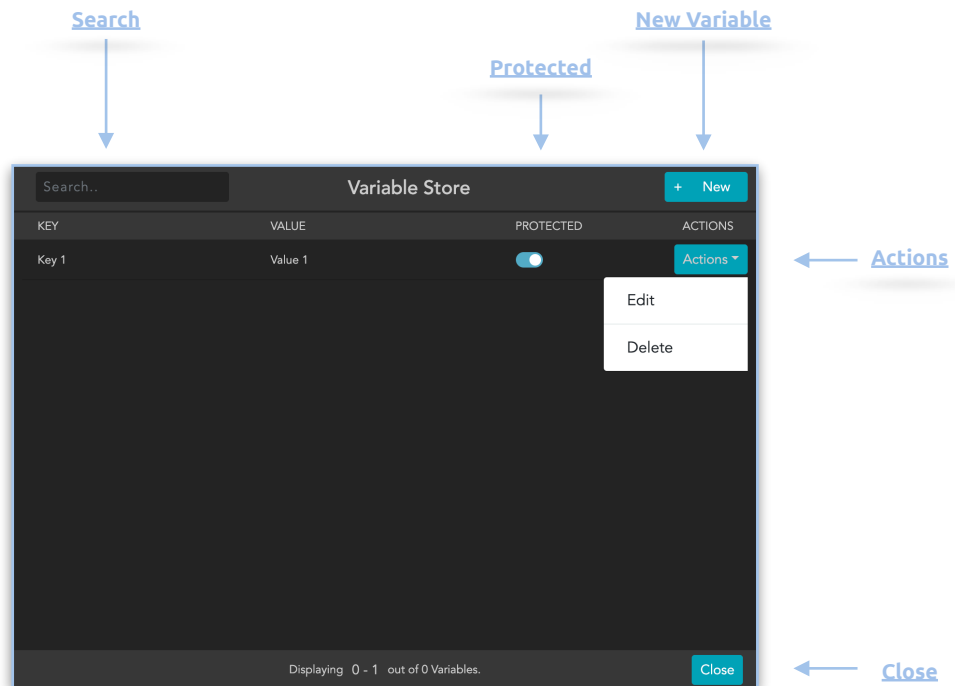 Search
New Variable
Protected
Search..
Variable Store
+ New
KEY VALUE PROTECTED ACTIONS
Key 1 Value 1 Actions
Actions
Edit
Delete
Displaying 0 - 1 out of 0 Variables.
Close
Close